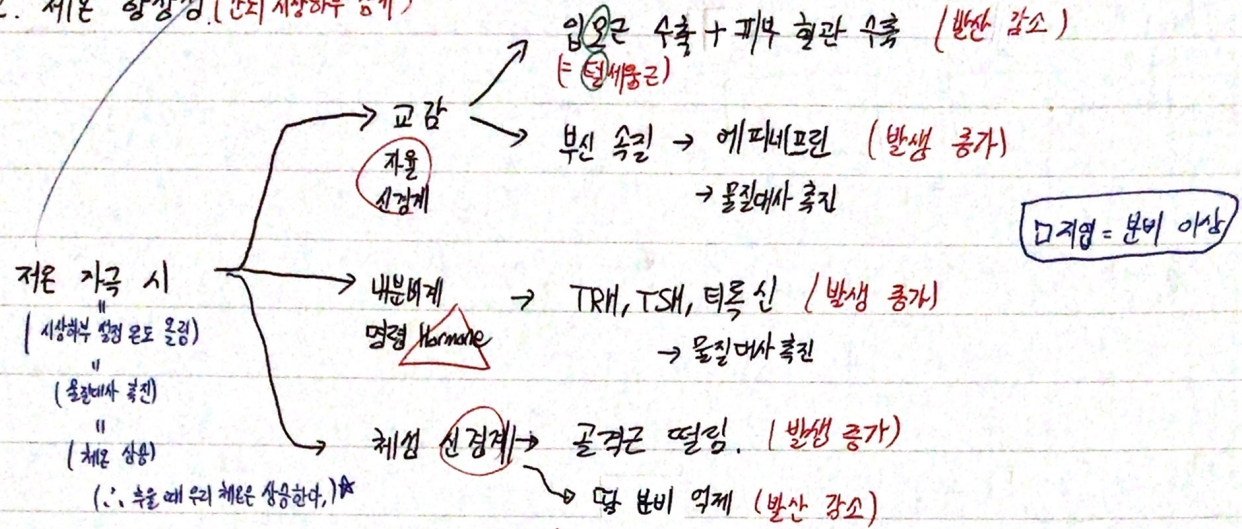 2. 체온 항상성. (간뇌 시상하부 감지)
입모근 수축 + 피부 혈관 수축 (발산 감소)
(= 털세움근)
교감
자율
신경계
부신 속질 → 에피네프린 (발생 증가)
→ 물질대사 촉진
□지엽 = 분비 이상
저온 자극 시
"
(시상하부 설정 온도 올림)
"
(물질대사 촉진)
"
(체온 상승)
(∴ 추울 때 우리 체온은 상승한다.)☆
내분비계
명령 Hormone
→ TRH, TSH, 티록신 (발생 증가)
→ 물질대사 촉진
체성 신경계 → 골격근 떨림. (발생 증가)
땀 분비 억제 (발산 감소)